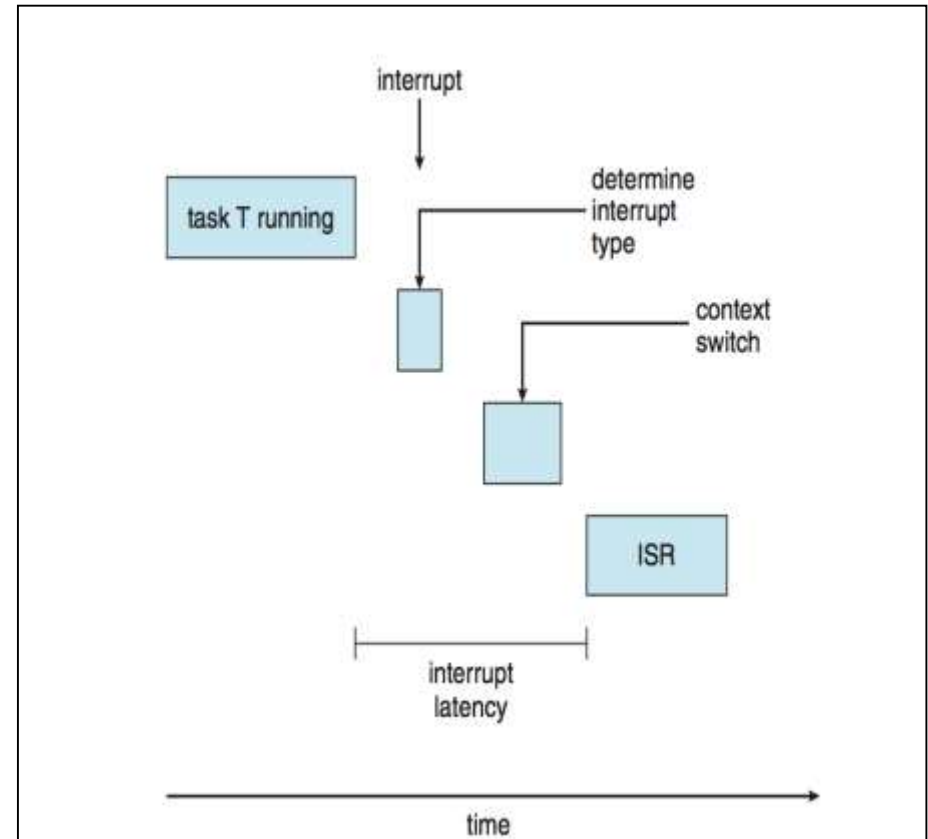 interrupt
task T running
determine
interrupt
type
context
switch
ISR
interrupt
latency
time